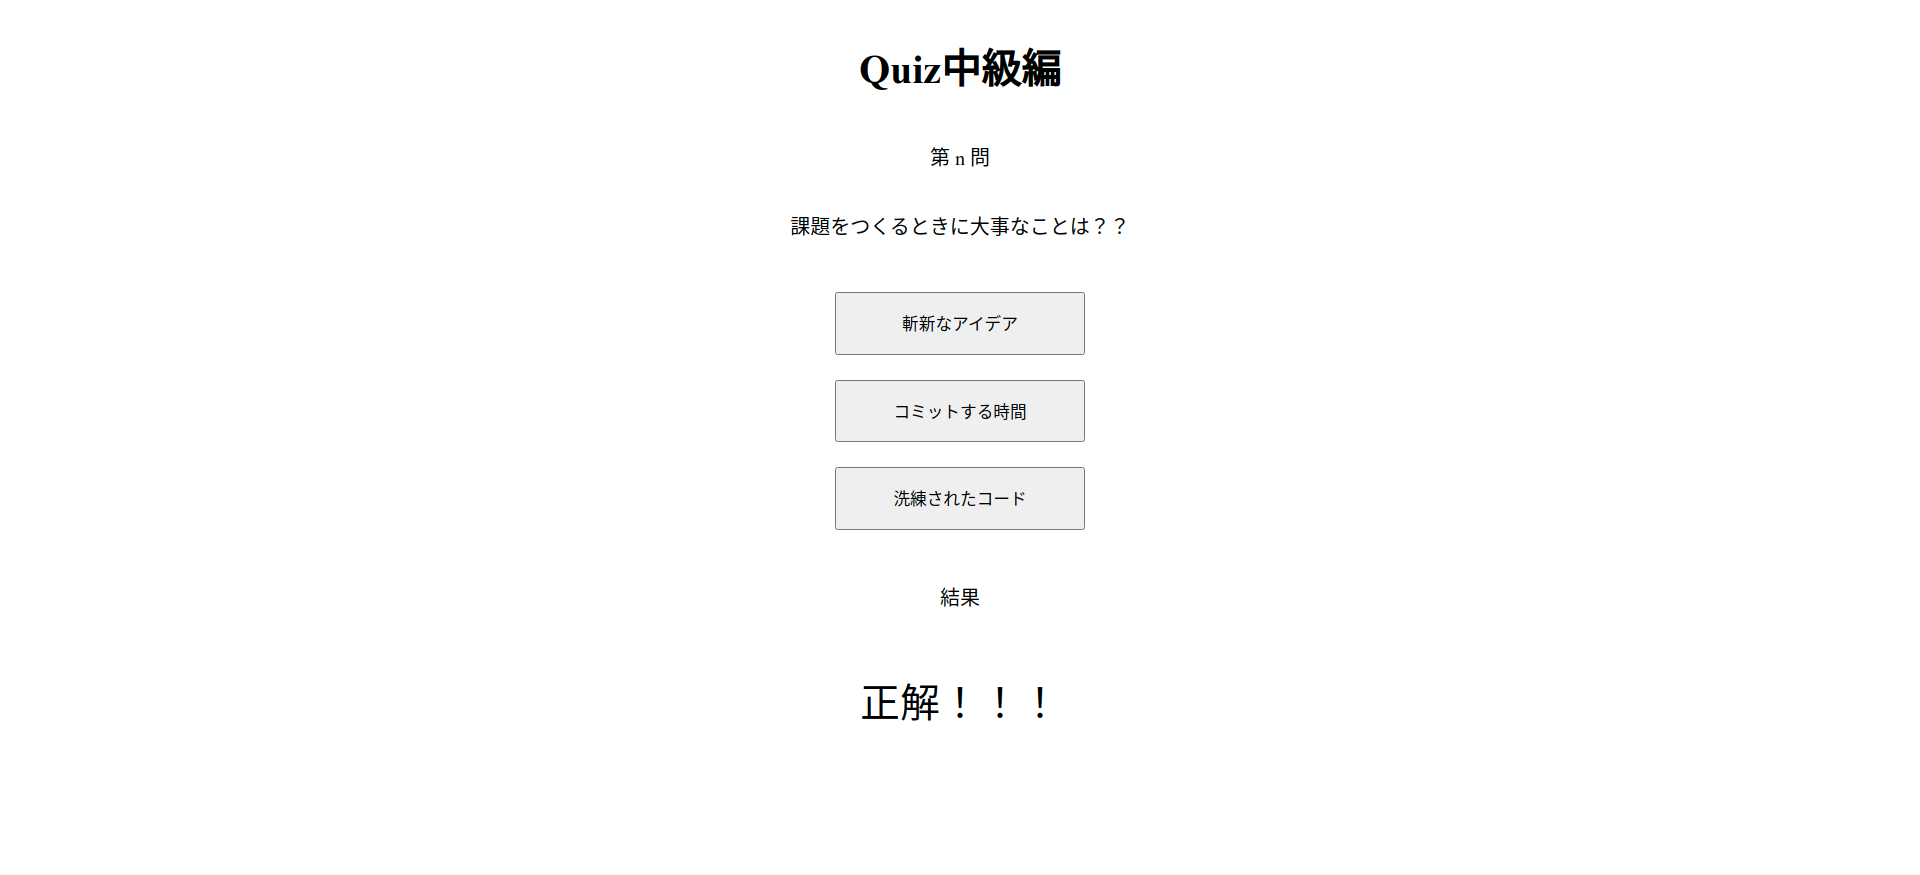 Quiz中級編
第 n 問
課題をつくるときに大事なことは？？
斬新なアイデア
コミットする時間
洗練されたコード
結果
正解！！！